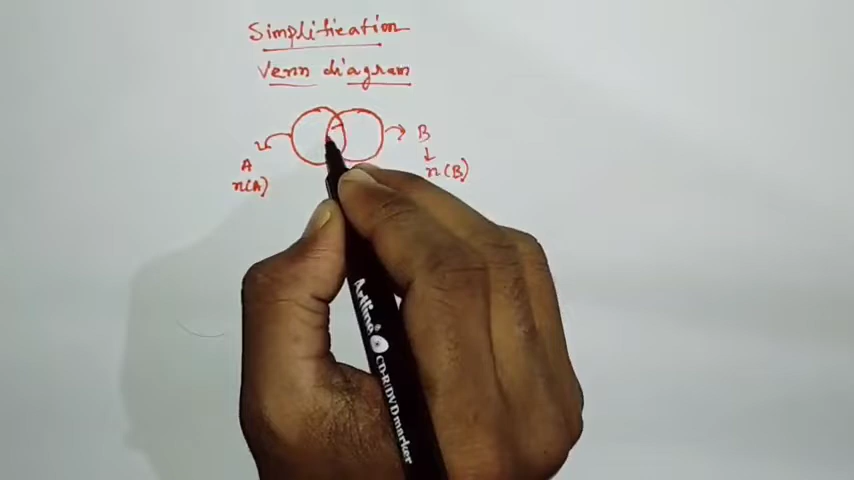 Simplification
Venn diagram
B
A
n(B)
n(A)
Artline
CD-R/DVD marker